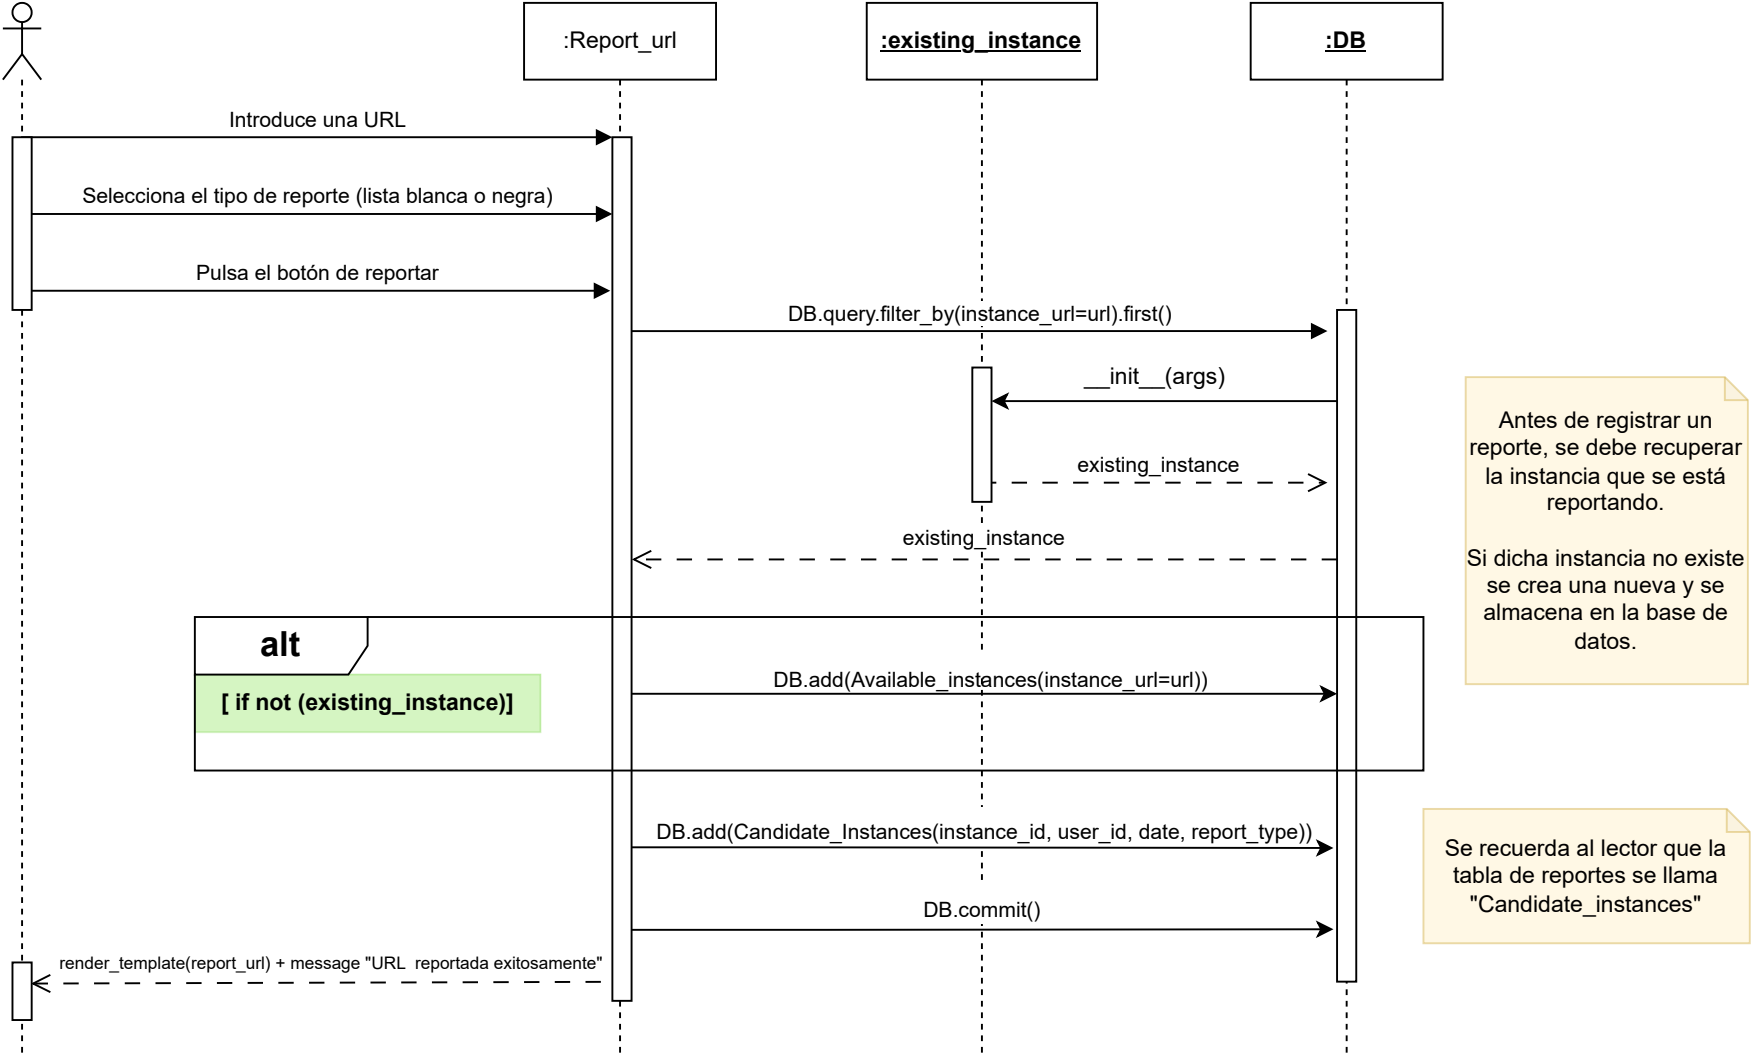 :Report_url
:existing_instance
:DB
Introduce una URL
Selecciona el tipo de reporte (lista blanca o negra)
Pulsa el botón de reportar
DB.query.filter_by(instance_url=url).first()
__init__(args)
existing_instance
existing_instance
Antes de registrar un
reporte, se debe recuperar
la instancia que se está
reportando.
Si dicha instancia no existe
se crea una nueva y se
almacena en la base de
datos.
alt
[ if not (existing_instance)]
DB.add(Available_instances(instance_url=url))
DB.add(Candidate_Instances(instance_id, user_id, date, report_type))
Se recuerda al lector que la
tabla de reportes se llama
"Candidate_instances"
DB.commit()
render_template(report_url) + message "URL  reportada exitosamente"